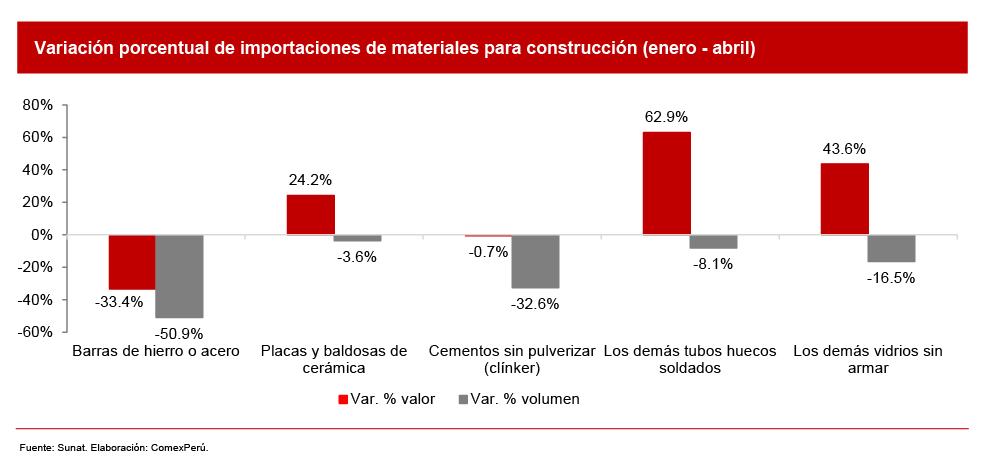 Variación porcentual de importaciones de materiales para construcción (enero - abril)
80%
60%
40%
20%
0%
-20%
-40%
-60%
-33.4%
-50.9%
24.2%
-3.6%
-0.7%
-32.6%
62.9%
-8.1%
43.6%
-16.5%
Barras de hierro o acero
Placas y baldosas de
cerámica
Cementos sin pulverizar
(clínker)
Los demás tubos huecos
soldados
Los demás vidrios sin
armar
Var. % valor
Var. % volumen
Fuente: Sunat. Elaboración: ComexPerú.